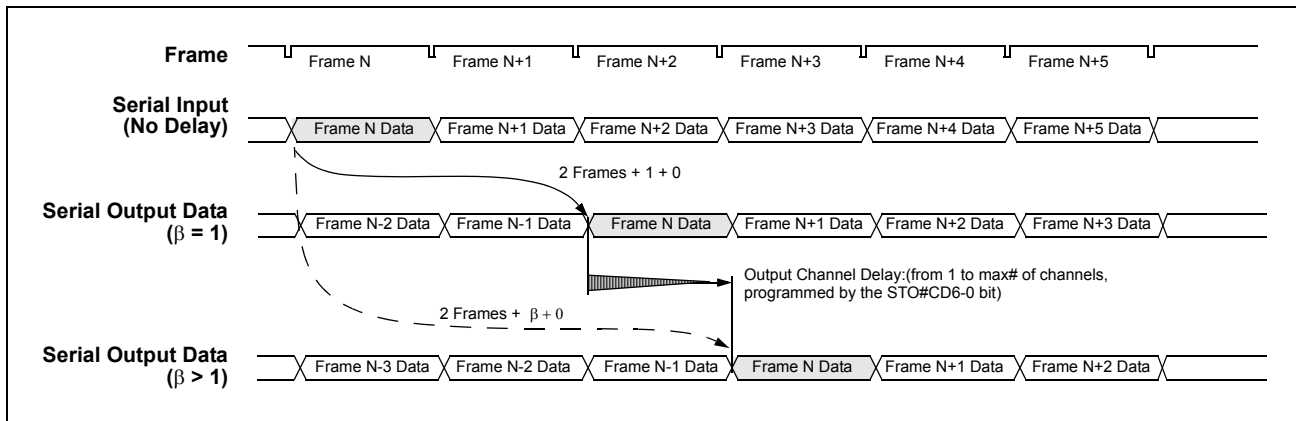 Frame
Frame N Frame N+1 Frame N+2 Frame N+3 Frame N+4 Frame N+5
Serial Input
(No Delay)
Frame N Data Frame N+1 Data Frame N+2 Data Frame N+3 Data Frame N+4 Data Frame N+5 Data
2 Frames + 1 + 0
Serial Output Data
(β = 1)
Frame N-2 Data Frame N-1 Data Frame N Data Frame N+1 Data Frame N+2 Data Frame N+3 Data
Output Channel Delay:(from 1 to max# of channels,
programmed by the STO#CD6-0 bit)
2 Frames + β + 0
Serial Output Data
(β > 1)
Frame N-3 Data Frame N-2 Data Frame N-1 Data Frame N Data Frame N+1 Data Frame N+2 Data